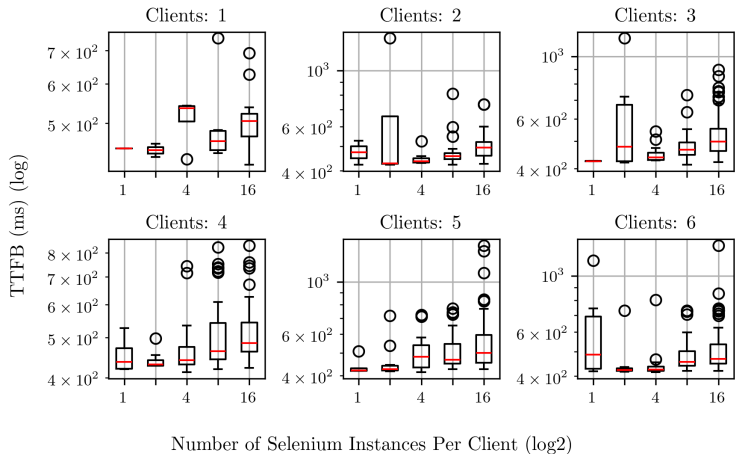 Clients: 1
Clients: 2
Clients: 3
7 × 10²
6 × 10²
5 × 10²
10³
6 × 10²
4 × 10²
10³
6 × 10²
4 × 10²
1 4 16
1 4 16
1 4 16
TTFB (ms) (log)
Clients: 4
Clients: 5
Clients: 6
8 × 10²
7 × 10²
6 × 10²
5 × 10²
4 × 10²
10³
6 × 10²
4 × 10²
10³
6 × 10²
4 × 10²
1 4 16
1 4 16
1 4 16
Number of Selenium Instances Per Client (log2)